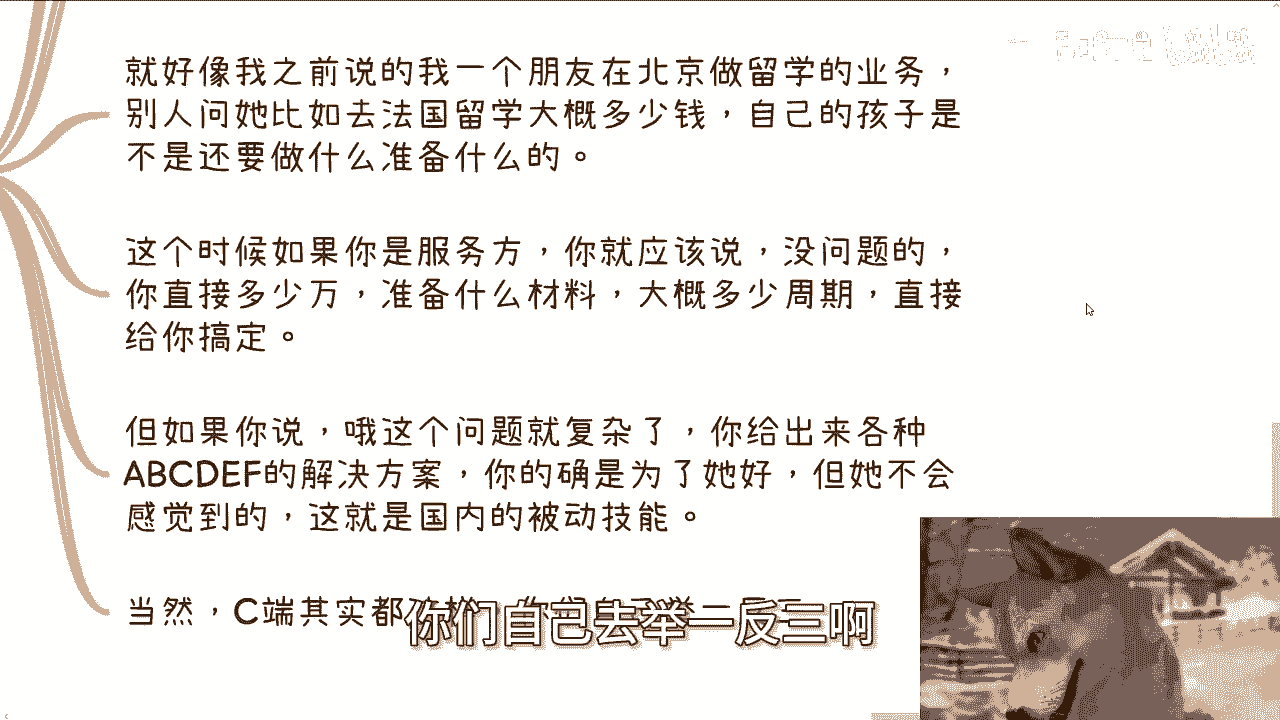 就好像我之前说的我一个朋友在北京做留学的业务，
别人问她比如去法国留学大概多少钱，自己的孩子是
不是还要做什么准备什么的。
这个时候如果你是服务方，你就应该说，没问题的，
你直接多少万，准备什么材料，大概多少周期，直接
给你搞定。
但如果你说，哦这个问题就复杂了，你给出来各种
ABCDEF的解决方案，你的确是为了她好，但她不会
感觉到的，这就是国内的被动技能。
当然，C端其实都
你们自己去举一反三啊